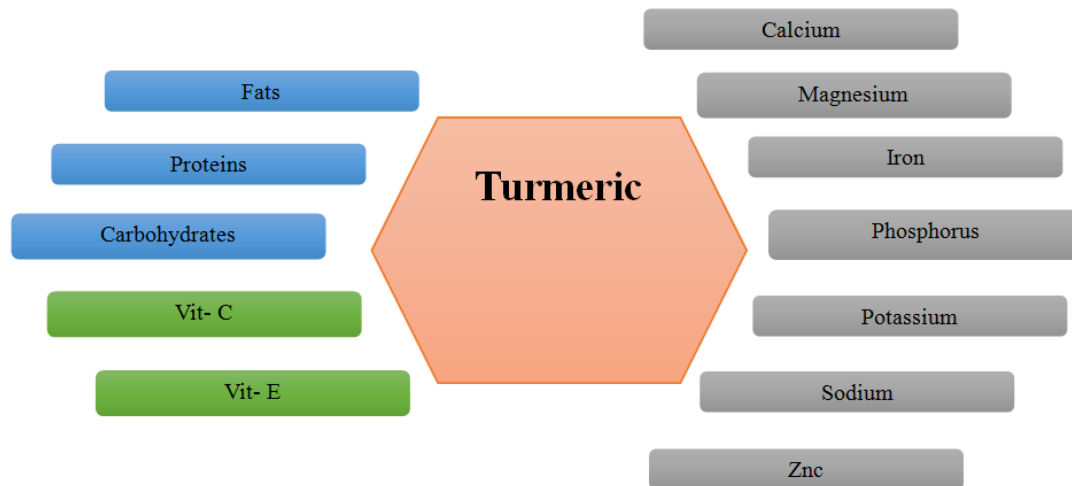 Fats
Proteins
Carbohydrates
Vit- C
Vit- E
Turmeric
Calcium
Magnesium
Iron
Phosphorus
Potassium
Sodium
Znc